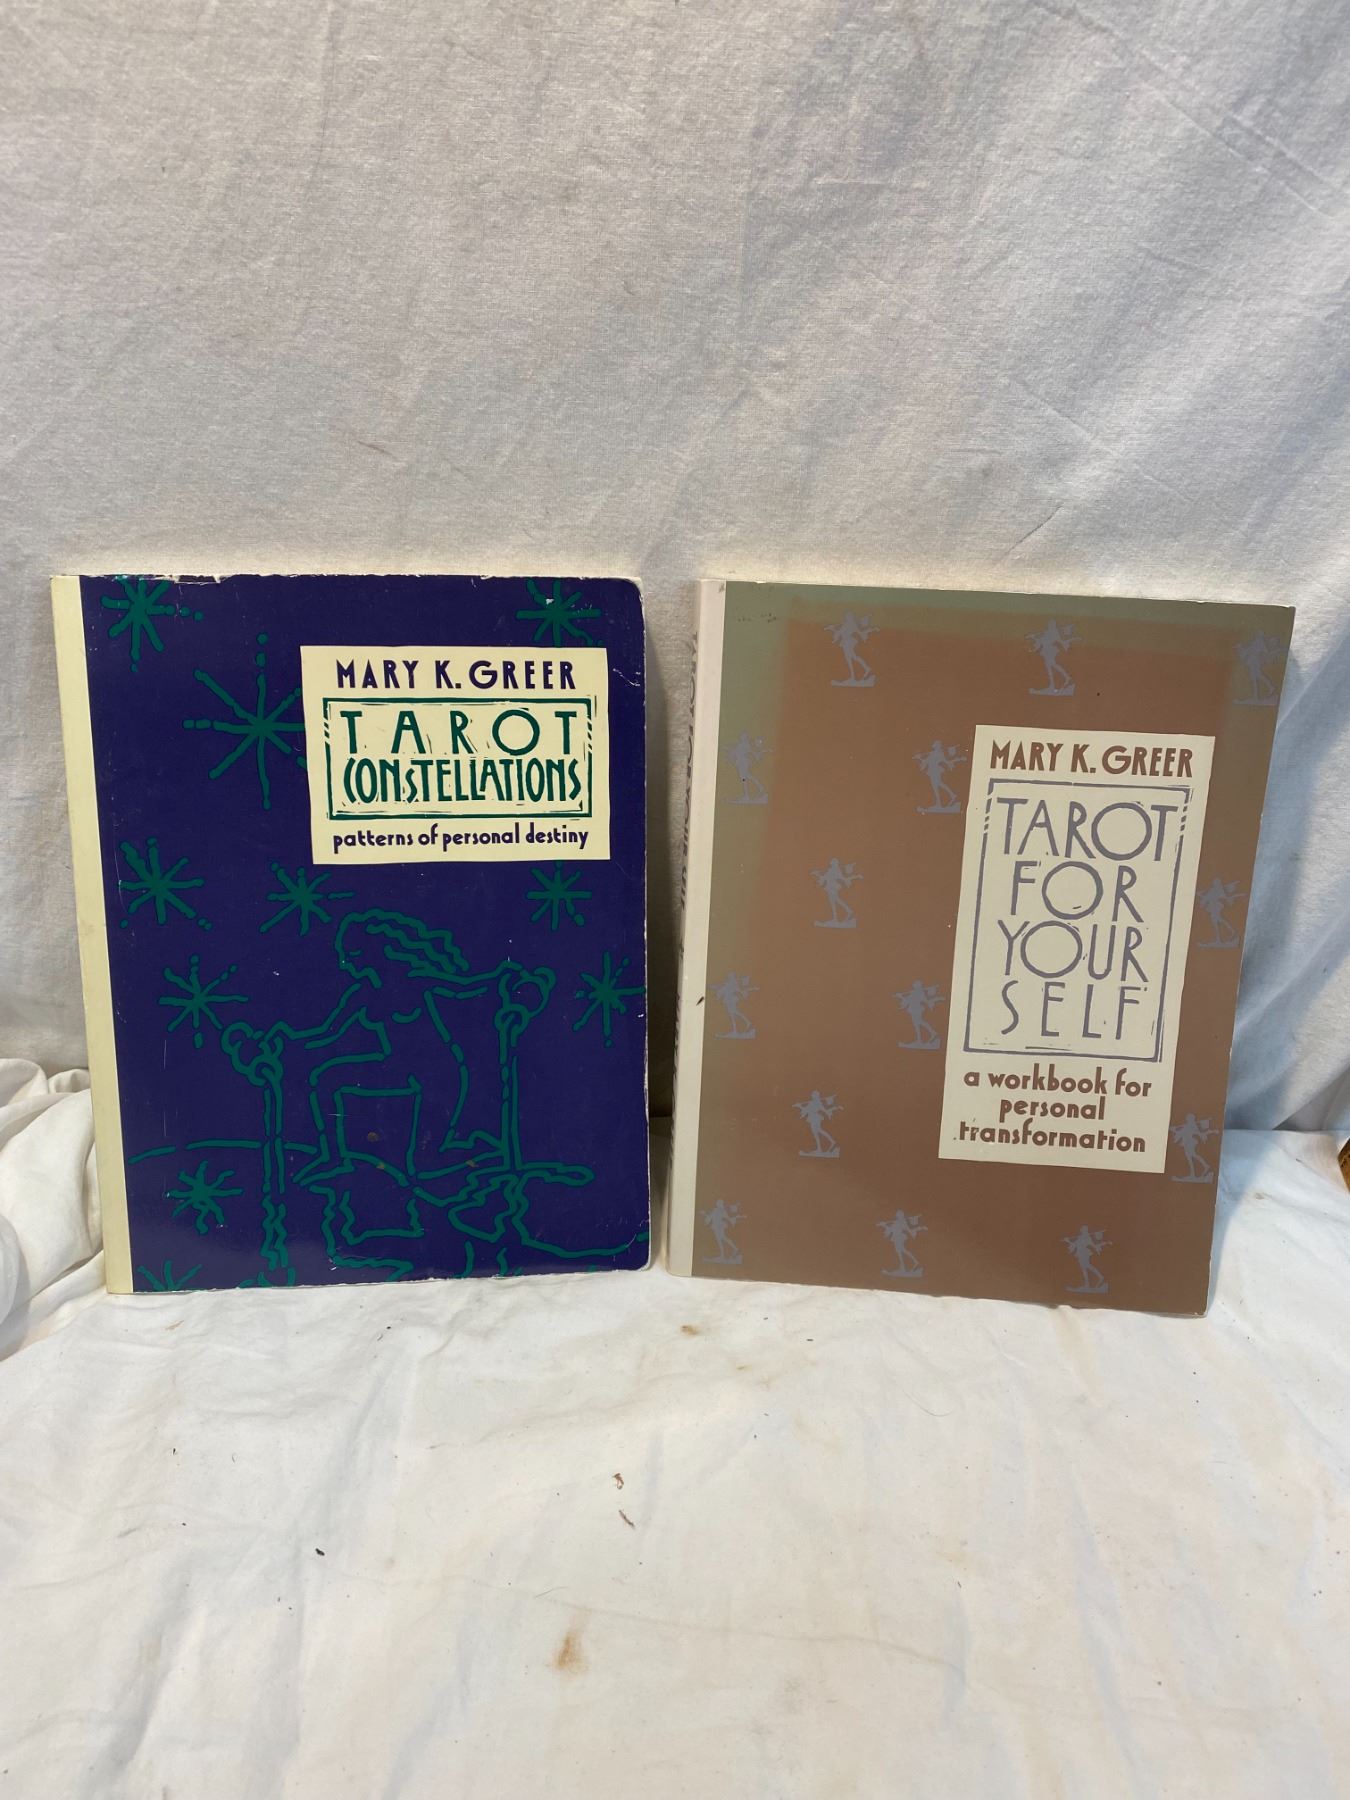 MARY K. GREER
TAROT
CONSTELLATIONS
patterns of personal destiny
MARY K. GREER
TAROT
FOR
YOUR
SELF
a workbook for
personal
transformation